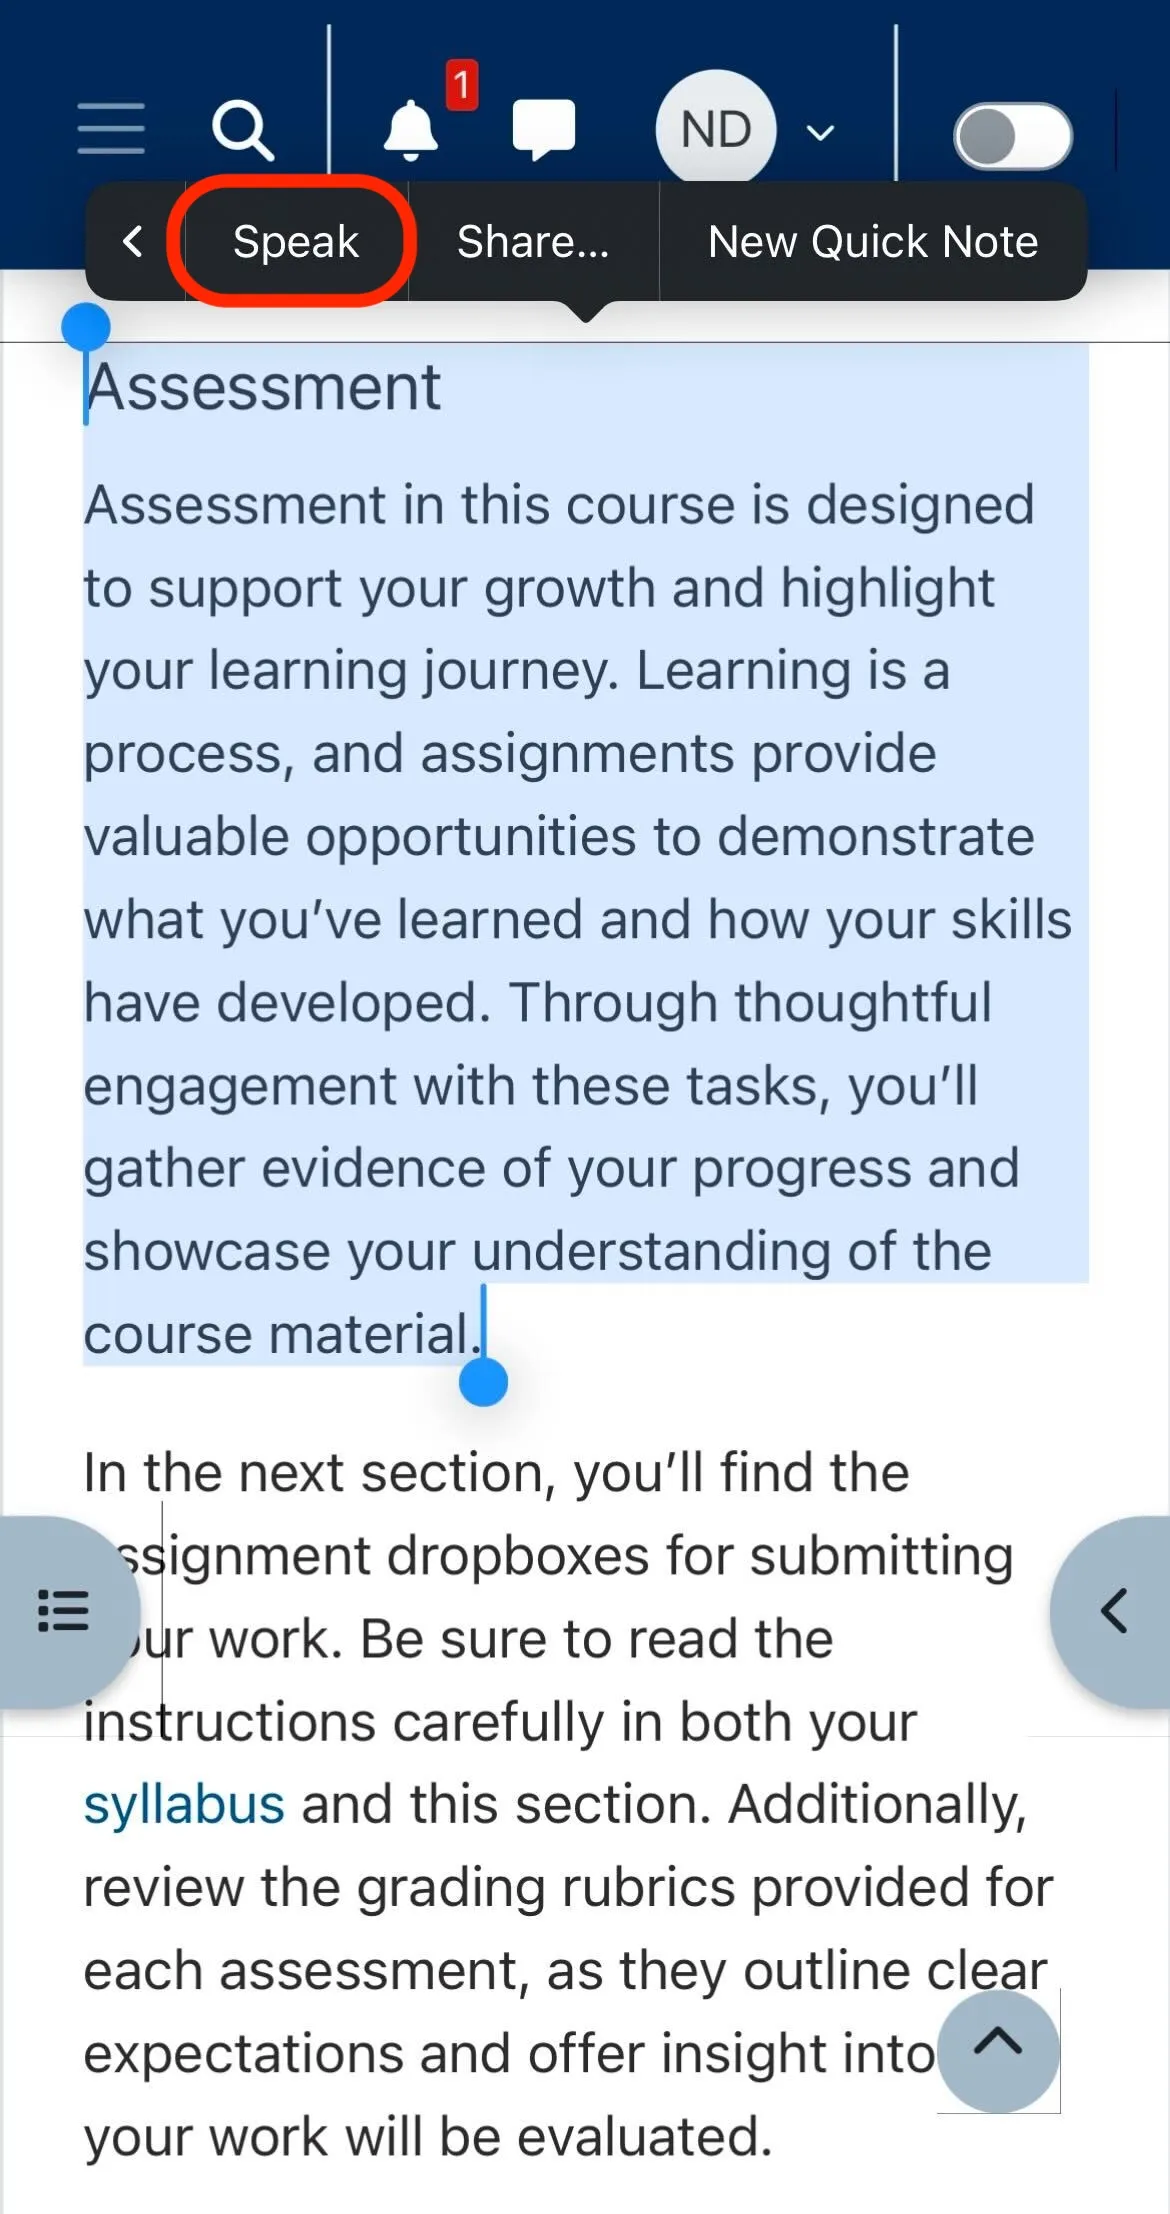 1
ND
Speak
Share...
New Quick Note
Assessment
Assessment in this course is designed
to support your growth and highlight
your learning journey. Learning is a
process, and assignments provide
valuable opportunities to demonstrate
what you’ve learned and how your skills
have developed. Through thoughtful
engagement with these tasks, you’ll
gather evidence of your progress and
showcase your understanding of the
course material.
In the next section, you’ll find the
ssignment dropboxes for submitting
ur work. Be sure to read the
instructions carefully in both your
syllabus and this section. Additionally,
review the grading rubrics provided for
each assessment, as they outline clear
expectations and offer insight into
your work will be evaluated.